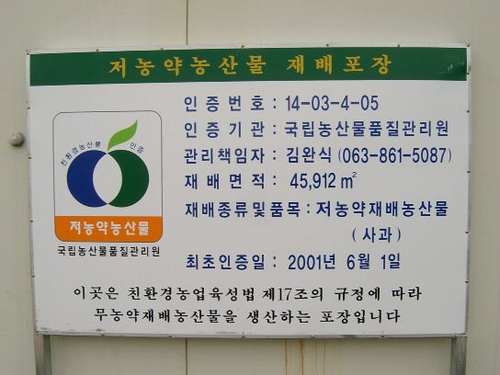 저농약농산물 재배포장
친환경농산물 인증
저농약농산물
국립농산물품질관리원
인증번호 : 14-03-4-05
인증기관 : 국립농산물품질관리원
관리책임자 : 김완식 (063-861-5087)
재배면적 : 45,912㎡
재배종류및품목 : 저농약재배농산물
(사과)
최초인증일 : 2001년 6월 1일
이곳은 친환경농업육성법 제17조의 규정에 따라
무농약재배농산물을 생산하는 포장입니다